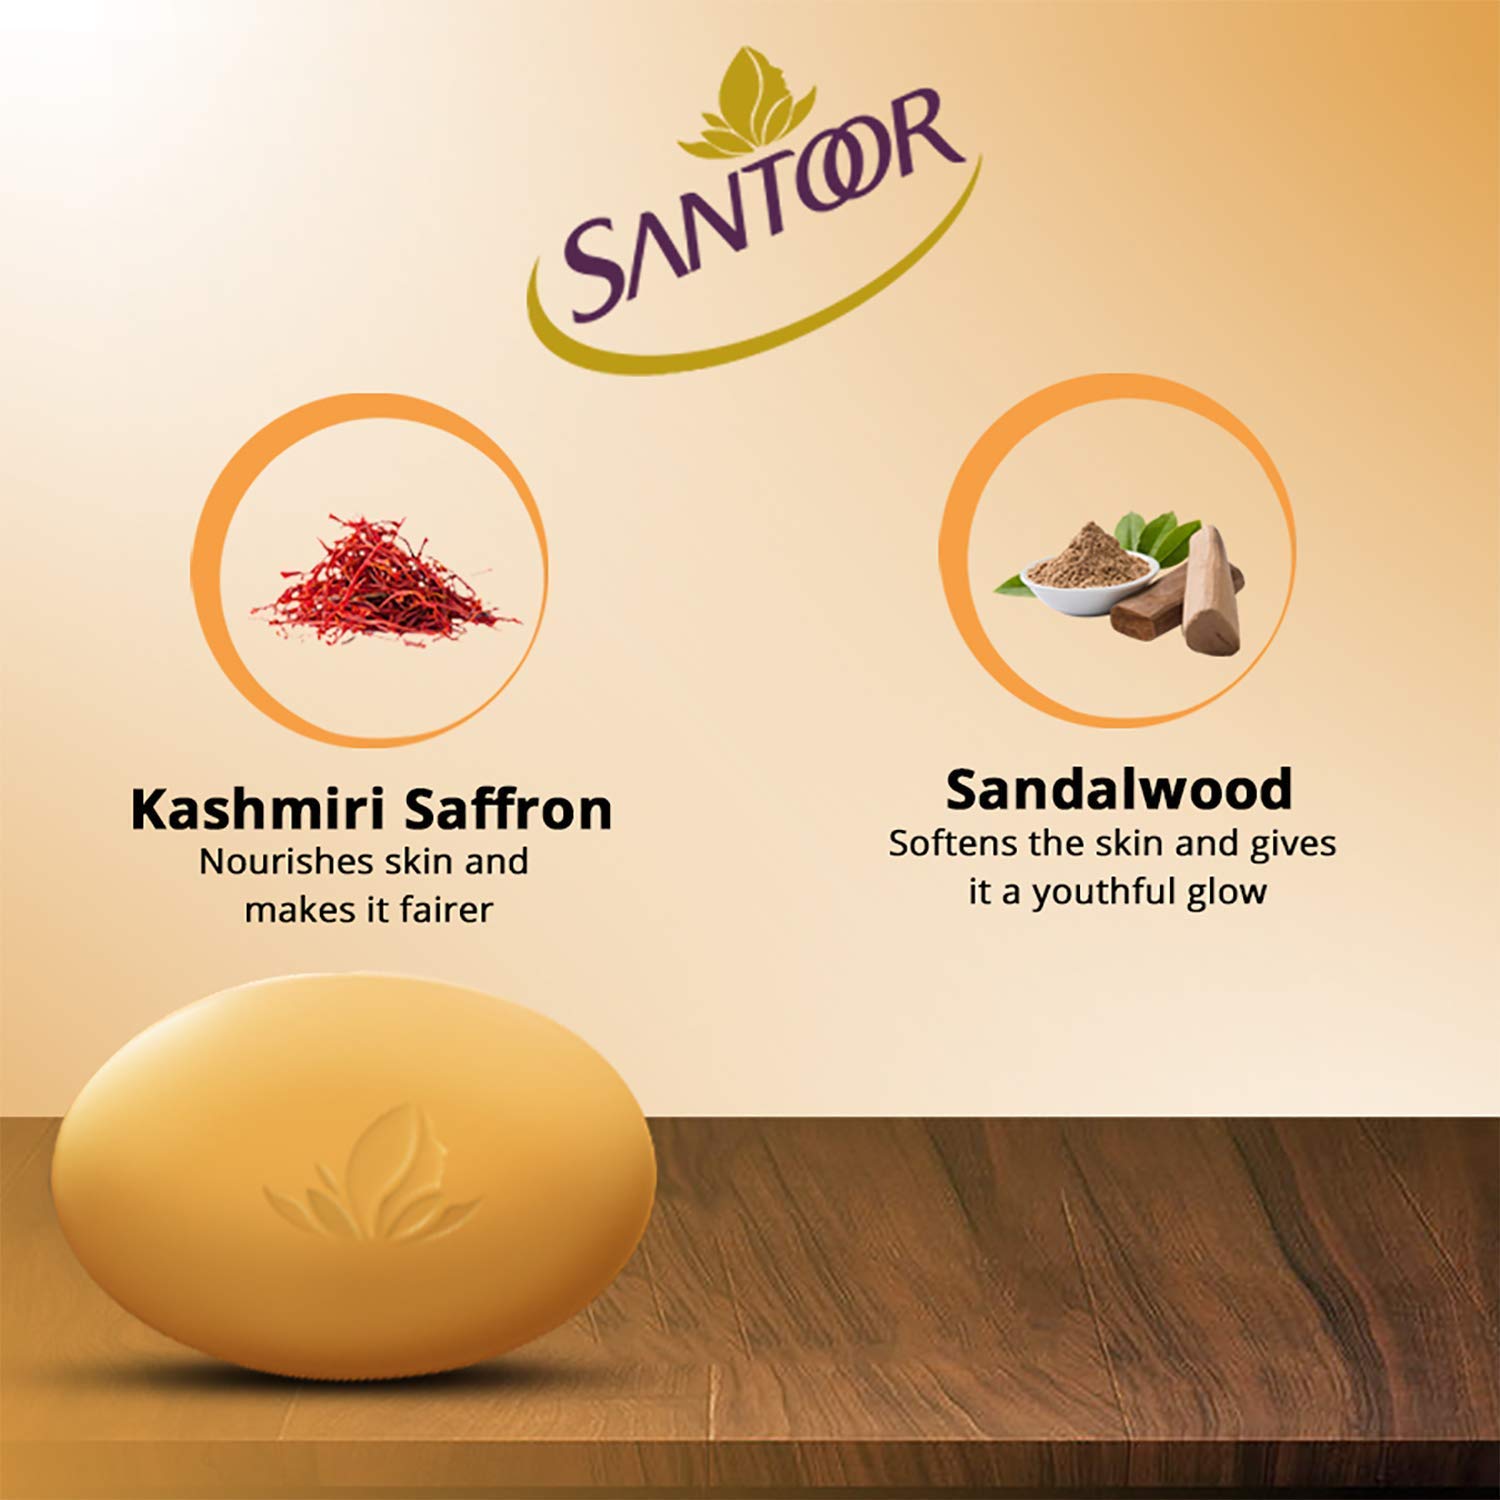 SANTOOR
Kashmiri Saffron
Nourishes skin and
makes it fairer
Sandalwood
Softens the skin and gives
it a youthful glow